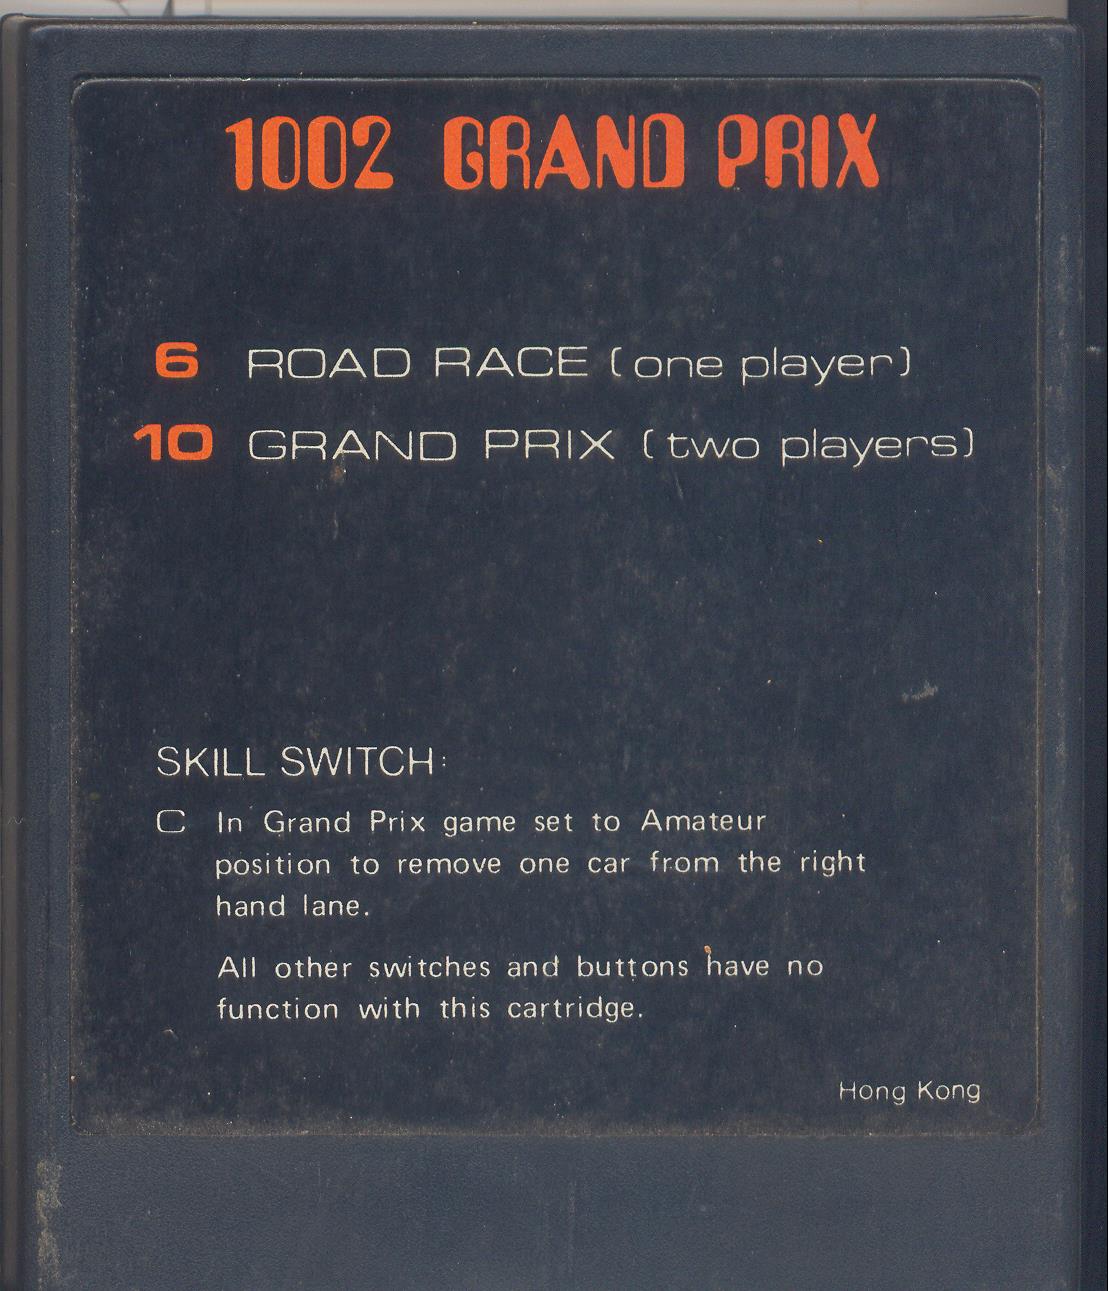 1002 GRAND PRIX
6 ROAD RACE (one player)
10 GRAND PRIX (two players)
SKILL SWITCH:
C In Grand Prix game set to Amateur
position to remove one car from the right
hand lane.
All other switches and buttons have no
function with this cartridge.
Hong Kong